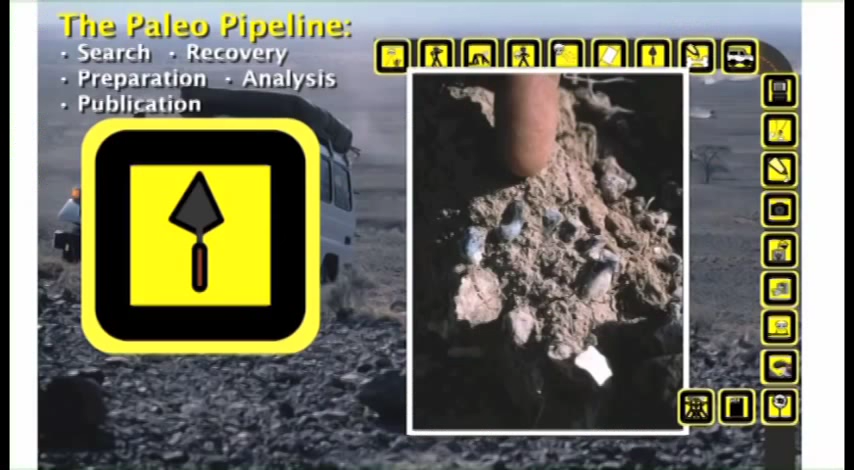 The Paleo Pipeline:
· Search · Recovery
· Preparation · Analysis
· Publication